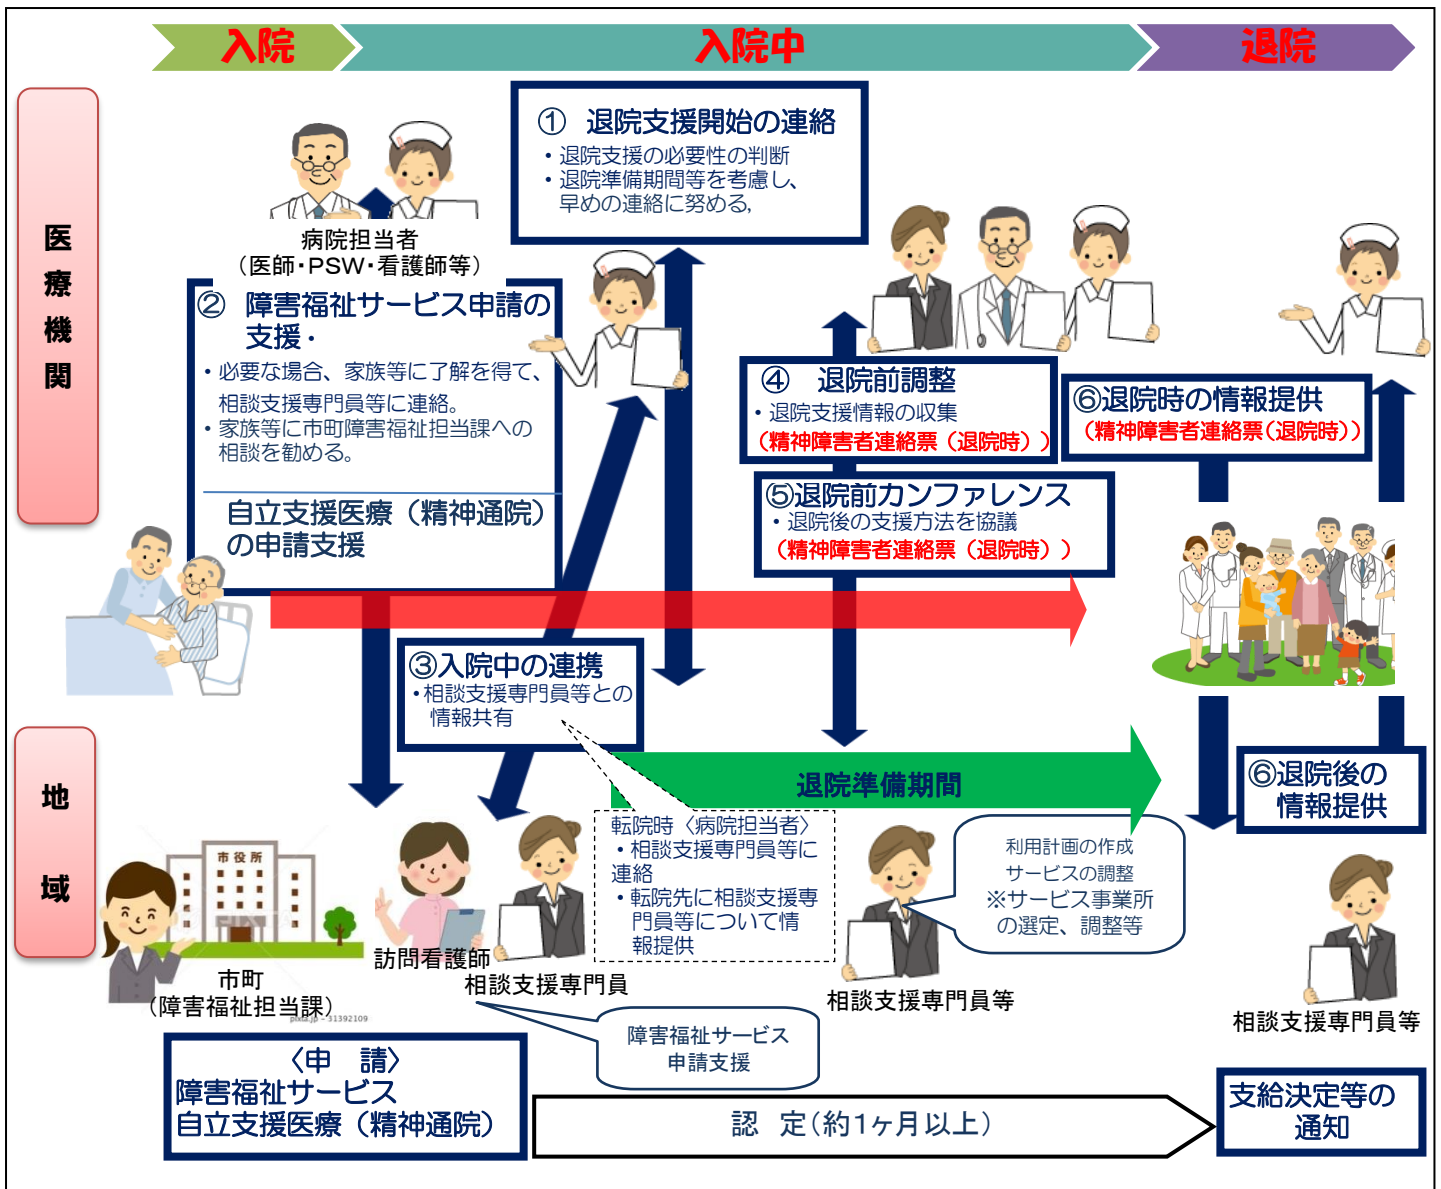 入院
入院中
退院
医療機関
病院担当者
（医師・PSW・看護師等）
① 退院支援開始の連絡
・退院支援の必要性の判断
・退院準備期間等を考慮し、
早めの連絡に努める,
② 障害福祉サービス申請の
支援・
・必要な場合、家族等に了解を得て、
相談支援専門員等に連絡。
・家族等に市町障害福祉担当課への
相談を勧める。
自立支援医療（精神通院）
の申請支援
④ 退院前調整
・退院支援情報の収集
（精神障害者連絡票（退院時））
⑤退院前カンファレンス
・退院後の支援方法を協議
（精神障害者連絡票（退院時））
⑥退院時の情報提供
（精神障害者連絡票（退院時））
③入院中の連携
・相談支援専門員等との
情報共有
地域
退院準備期間
⑥退院後の
情報提供
転院時〈病院担当者〉
・相談支援専門員等に
連絡
・転院先に相談支援専
門員等について情
報提供
利用計画の作成
サービスの調整
※サービス事業所
の選定、調整等
市役所
市町
（障害福祉担当課）
pixta.jp - 31392109
訪問看護師
相談支援専門員
相談支援専門員等
相談支援専門員等
障害福祉サービス
申請支援
〈申 請〉
障害福祉サービス
自立支援医療（精神通院）
認 定（約1ヶ月以上）
支給決定等の
通知